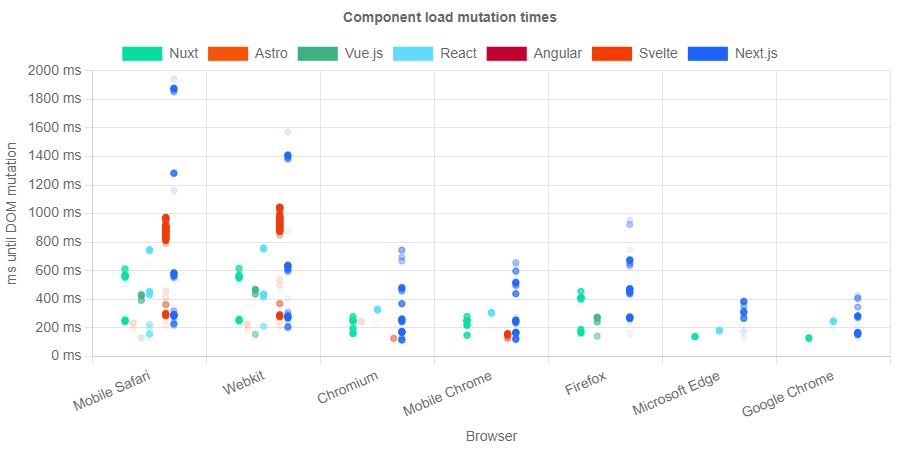 Component load mutation times
Nuxt Astro Vue.js React Angular Svelte Next.js
2000 ms
1800 ms
1600 ms
1400 ms
1200 ms
1000 ms
800 ms
600 ms
400 ms
200 ms
0 ms
ms until DOM mutation
Mobile Safari
Webkit
Chromium
Mobile Chrome
Firefox
Microsoft Edge
Google Chrome
Browser